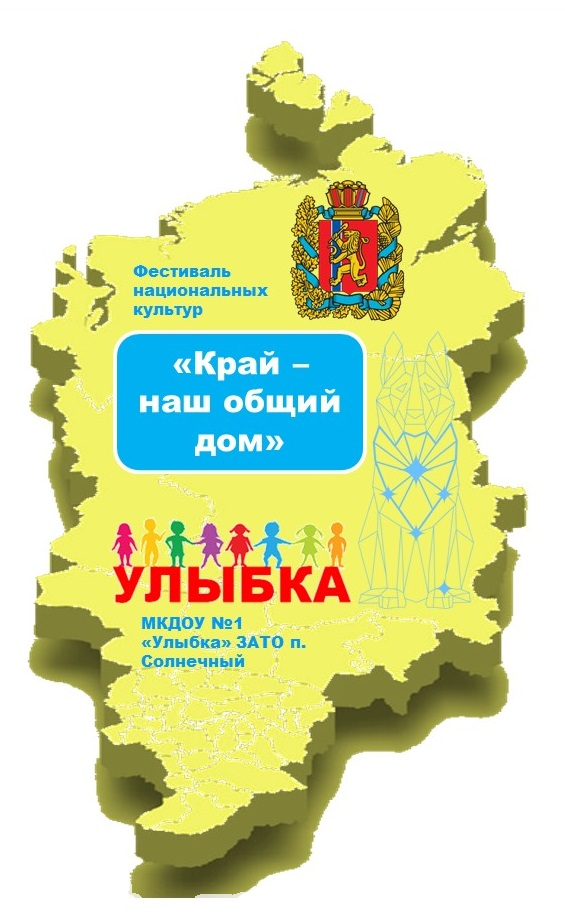 Фестиваль
национальных
культур
«Край –
наш общий
дом»
УЛЫБКА
МКДОУ №1
«Улыбка» ЗАТО п.
Солнечный